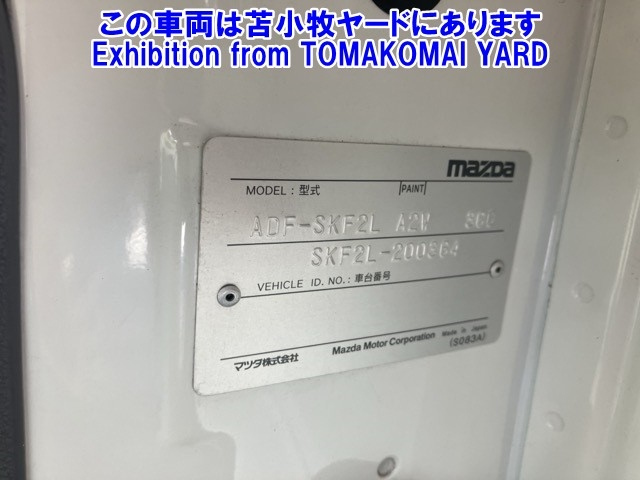 この車両は苫小牧ヤードにあります
Exhibition from TOMAKOMAI YARD
mazda
MODEL : 型式 PAINT
ADF-SKF2L A2W
SKF2L-200364
VEHICLE ID. NO. : 車台番号
マツダ株式会社 Mazda Motor Corporation Made in Japan
(S083A)